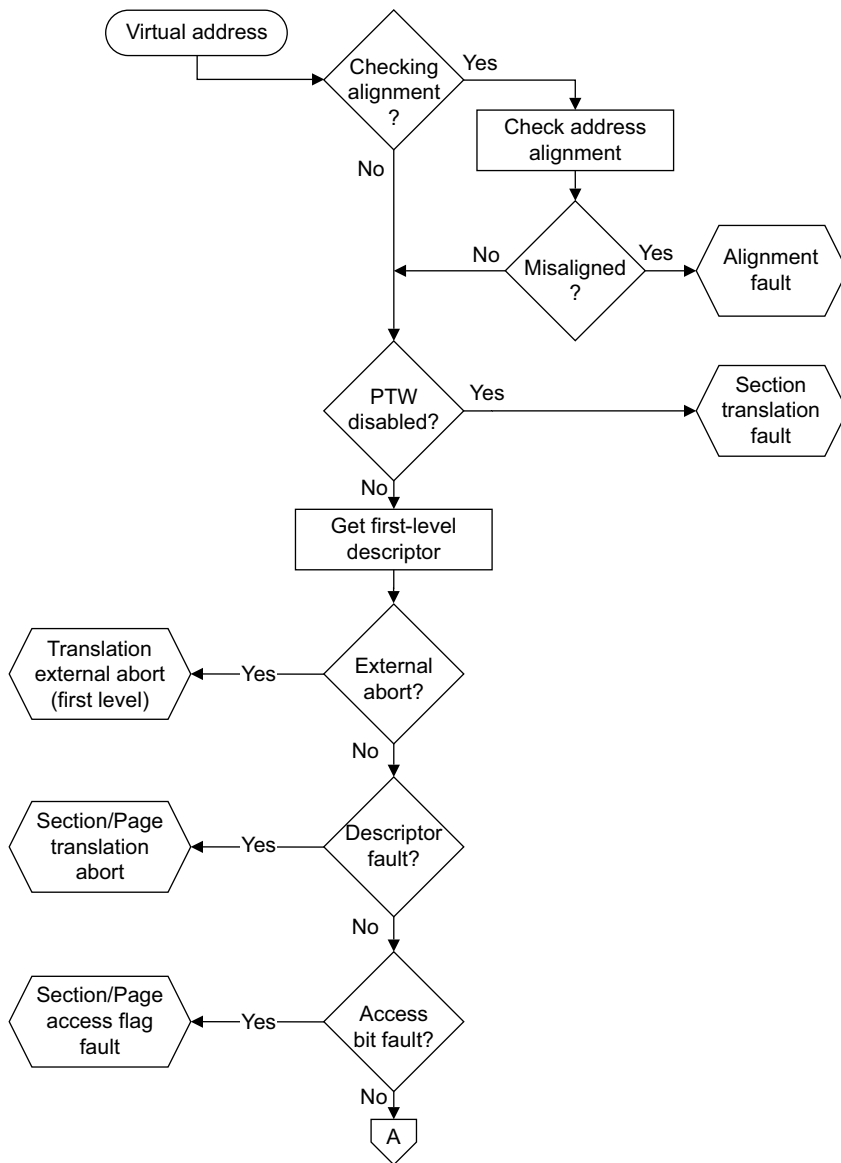 Virtual address
Checking
alignment
?
Yes
No
Check address
alignment
Misaligned
?
No
Yes
Alignment
fault
PTW
disabled?
Yes
No
Section
translation
fault
Get first-level
descriptor
External
abort?
Yes
No
Translation
external abort
(first level)
Descriptor
fault?
Yes
No
Section/Page
translation
abort
Access
bit fault?
Yes
No
Section/Page
access flag
fault
A